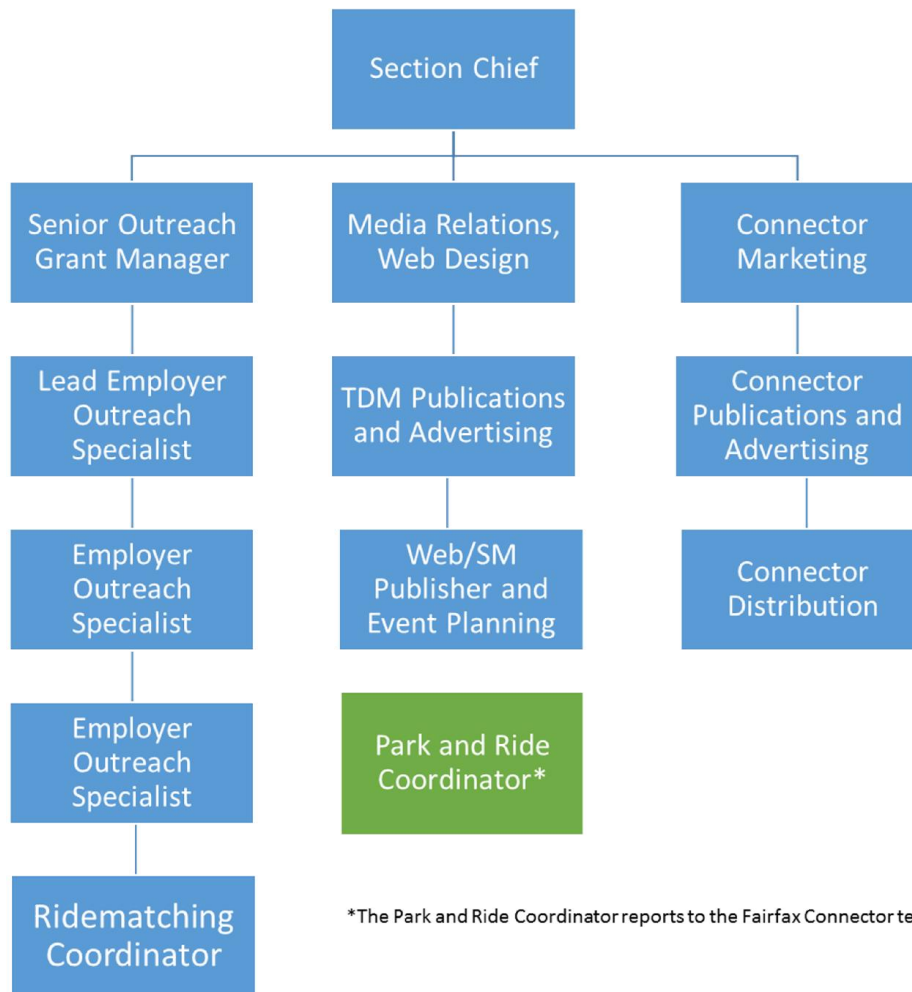 Section Chief
Senior Outreach
Grant Manager
Media Relations,
Web Design
Connector
Marketing
Lead Employer
Outreach
Specialist
TDM Publications
and Advertising
Connector
Publications and
Advertising
Employer
Outreach
Specialist
Web/SM
Publisher and
Event Planning
Connector
Distribution
Employer
Outreach
Specialist
Park and Ride
Coordinator*
Ridematching
Coordinator
*The Park and Ride Coordinator reports to the Fairfax Connector